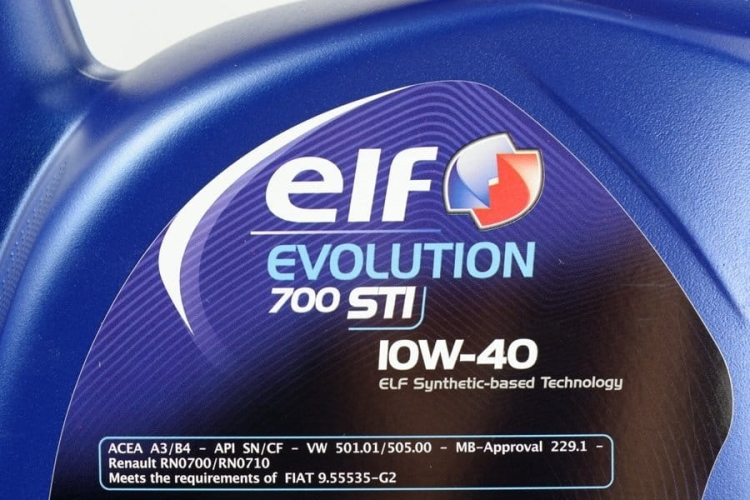 elf
EVOLUTION
700 STI
10W-40
ELF Synthetic-based Technology
ACEA A3/B4 - API SN/CF - VW 501.01/505.00 - MB-Approval 229.1 -
Renault RN0700/RN0710
Meets the requirements of FIAT 9.55535-G2